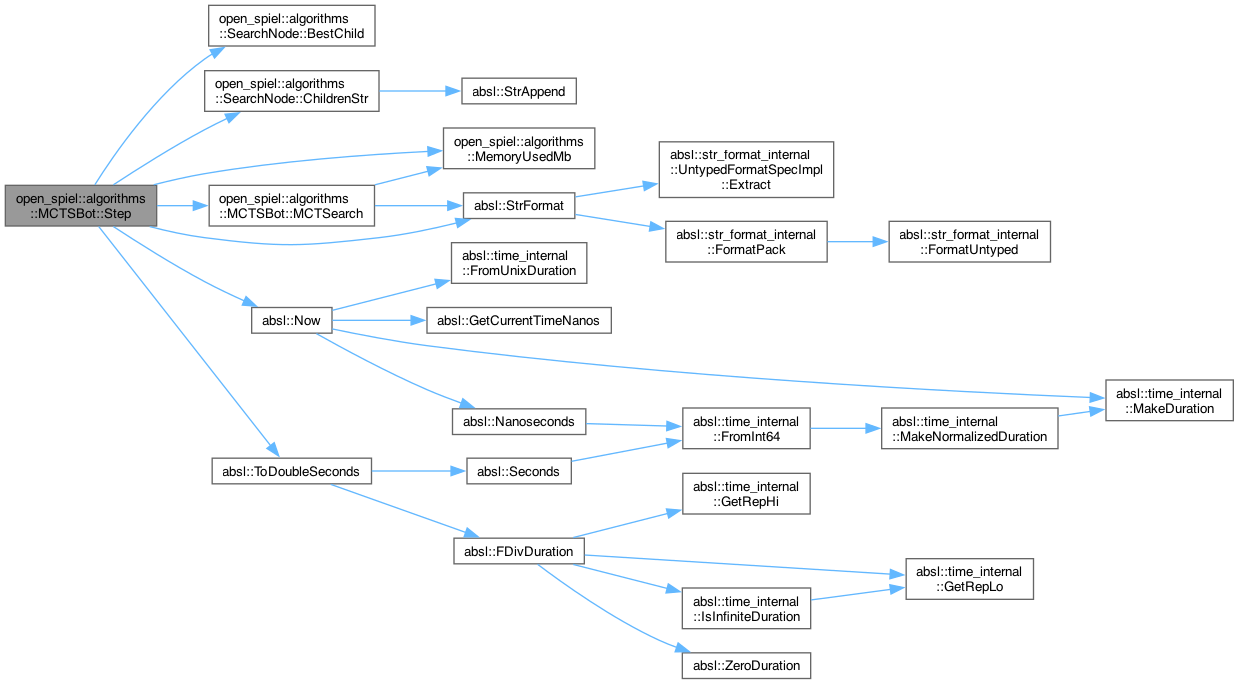 open_spiel::algorithms
::SearchNode::BestChild
open_spiel::algorithms
::SearchNode::ChildrenStr
absl::StrAppend
open_spiel::algorithms
::MemoryUsedMb
absl::str_format_internal
::UntypedFormatSpecImpl
::Extract
open_spiel::algorithms
::MCTSBot::Step
open_spiel::algorithms
::MCTSBot::MCTSearch
absl::StrFormat
absl::str_format_internal
::FormatPack
absl::str_format_internal
::FormatUntyped
absl::time_internal
::FromUnixDuration
absl::Now
absl::GetCurrentTimeNanos
absl::time_internal
::MakeDuration
absl::Nanoseconds
absl::time_internal
::FromInt64
absl::time_internal
::MakeNormalizedDuration
absl::ToDoubleSeconds
absl::Seconds
absl::time_internal
::GetRepHi
absl::FDivDuration
absl::time_internal
::GetRepLo
absl::time_internal
::IsInfiniteDuration
absl::ZeroDuration